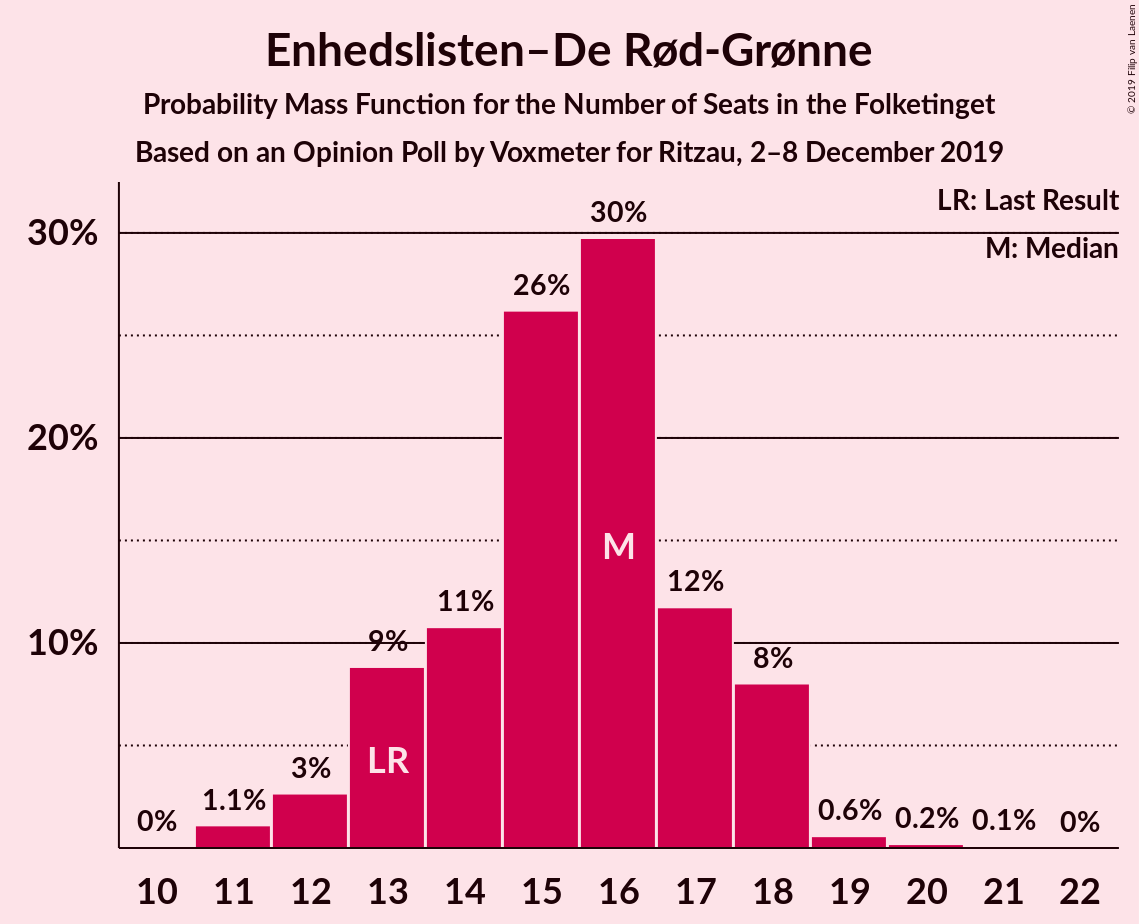 Enhedslisten–De Rød-Grønne
Probability Mass Function for the Number of Seats in the Folketinget
Based on an Opinion Poll by Voxmeter for Ritzau, 2–8 December 2019
© 2019 Filip van Laenen
LR: Last Result
M: Median
30%
20%
10%
0%
1.1%
3%
9%
11%
26%
30%
12%
8%
0.6%
0.2%
0.1%
0%
LR
M
10 11 12 13 14 15 16 17 18 19 20 21 22